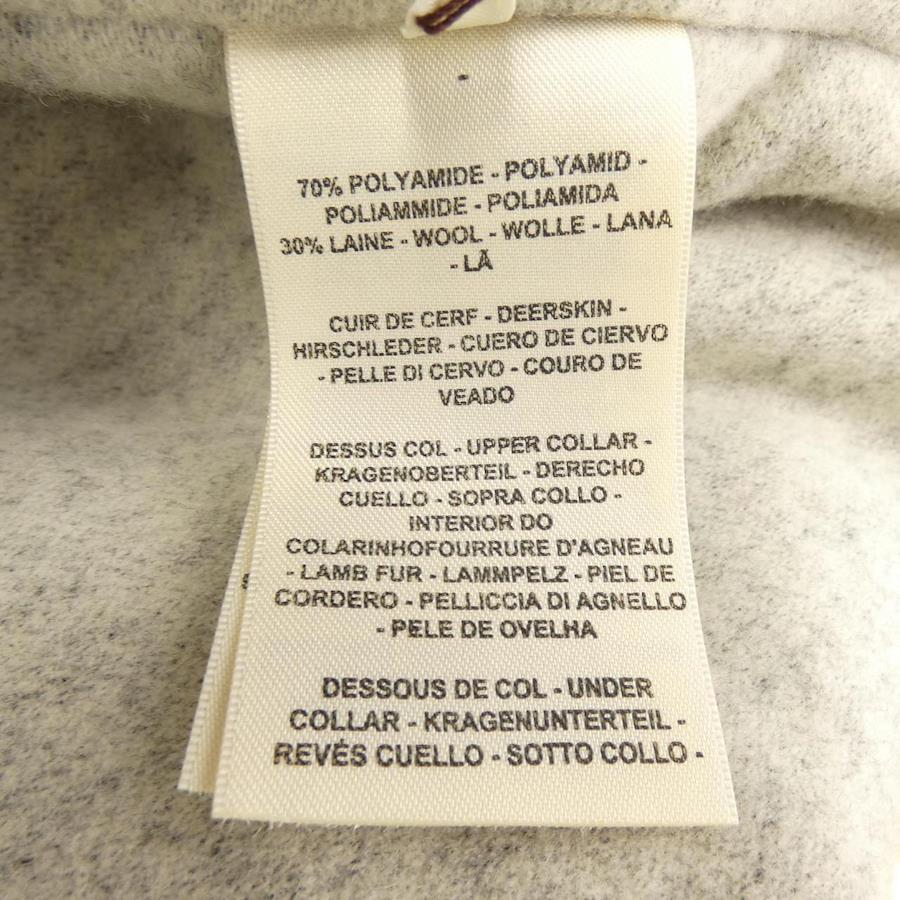 -
70% POLYAMIDE - POLYAMID -
POLIAMMIDE - POLIAMIDA
30% LAINE - WOOL - WOLLE - LANA
- LÃ
CUIR DE CERF - DEERSKIN -
HIRSCHLEDER - CUERO DE CIERVO
- PELLE DI CERVO - COURO DE
VEADO
DESSUS COL - UPPER COLLAR -
KRAGENOBERTEIL - DERECHO
CUELLO - SOPRA COLLO -
INTERIOR DO
COLARINHOFOURRURE D'AGNEAU
- LAMB FUR - LAMMPELZ - PIEL DE
CORDERO - PELLICCIA DI AGNELLO
- PELE DE OVELHA
DESSOUS DE COL - UNDER
COLLAR - KRAGENUNTERTEIL -
REVÉS CUELLO - SOTTO COLLO -